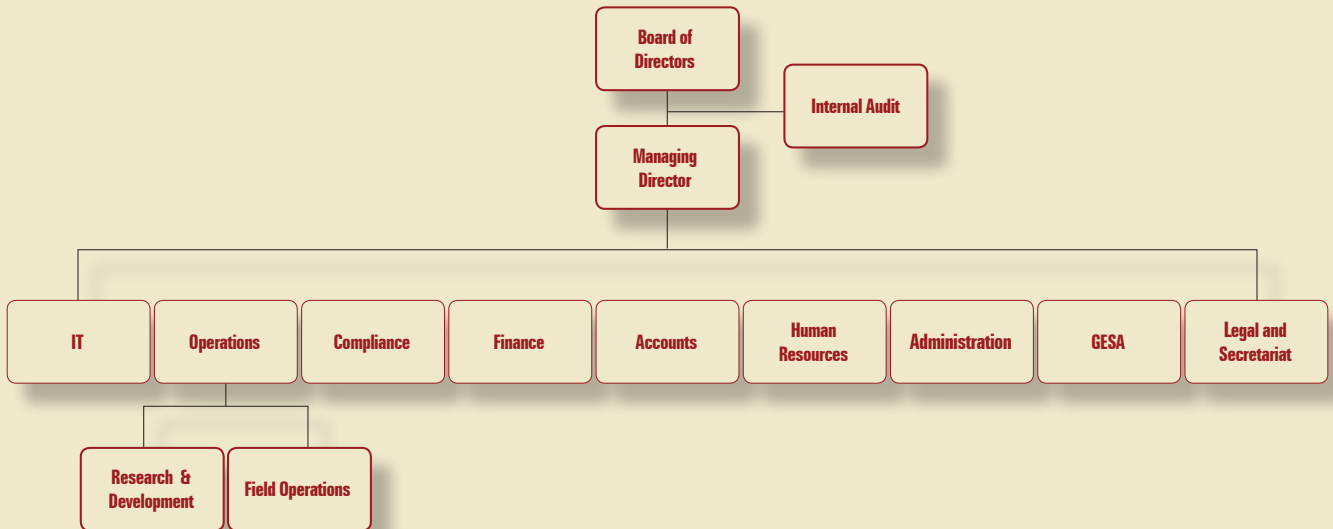 Board of
Directors
Internal Audit
Managing
Director
IT
Operations
Compliance
Finance
Accounts
Human
Resources
Administration
GESA
Legal and
Secretariat
Research &
Development
Field Operations